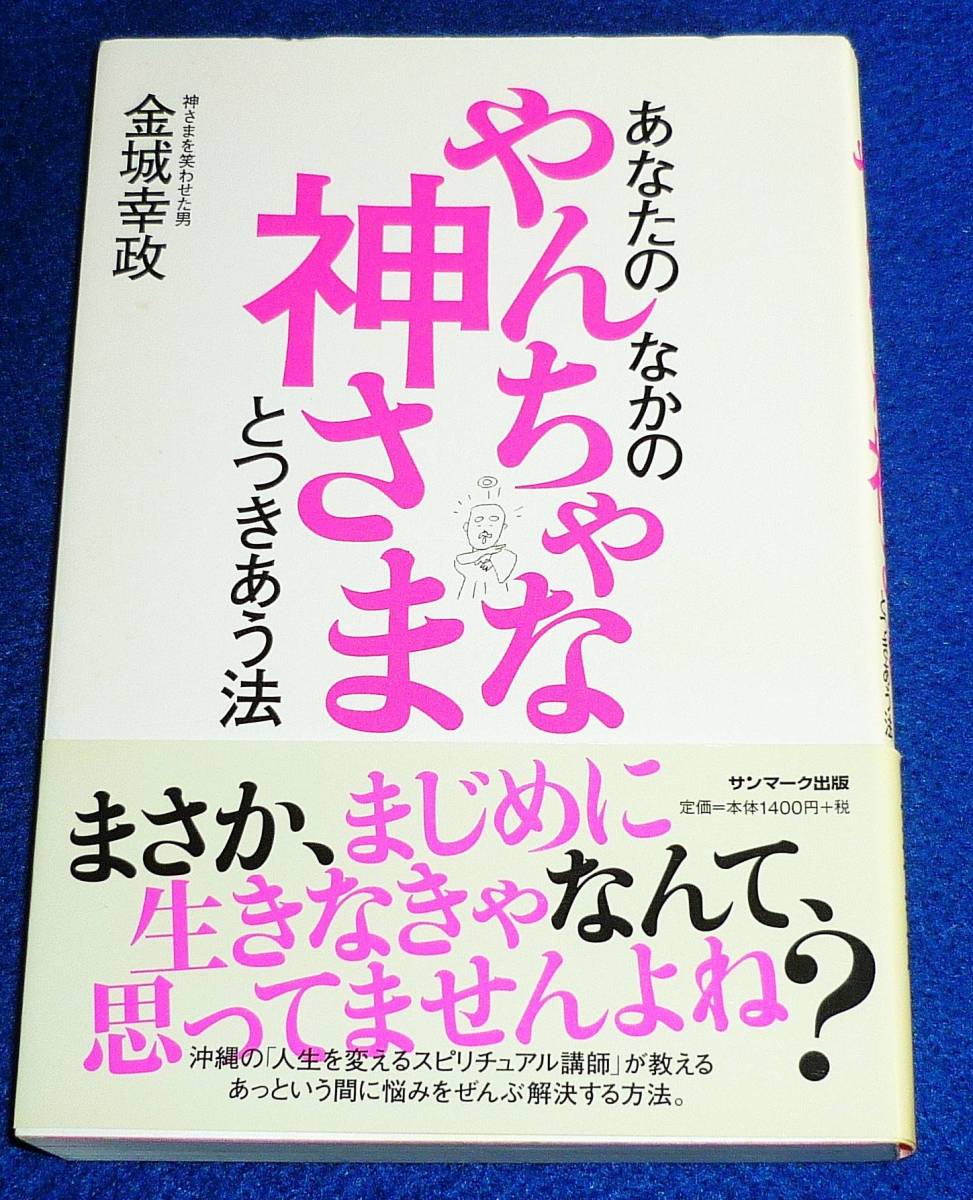 あなたのなかの
やんちゃな
神さま
とつきあう法
神さまを笑わせた男
金城幸政
サンマーク出版
定価=本体1400円+税
まさか、まじめに
生きなきゃなんて、
思ってませんよね?
沖縄の「人生を変えるスピリチュアル講師」が教える
あっという間に悩みをぜんぶ解決する方法。